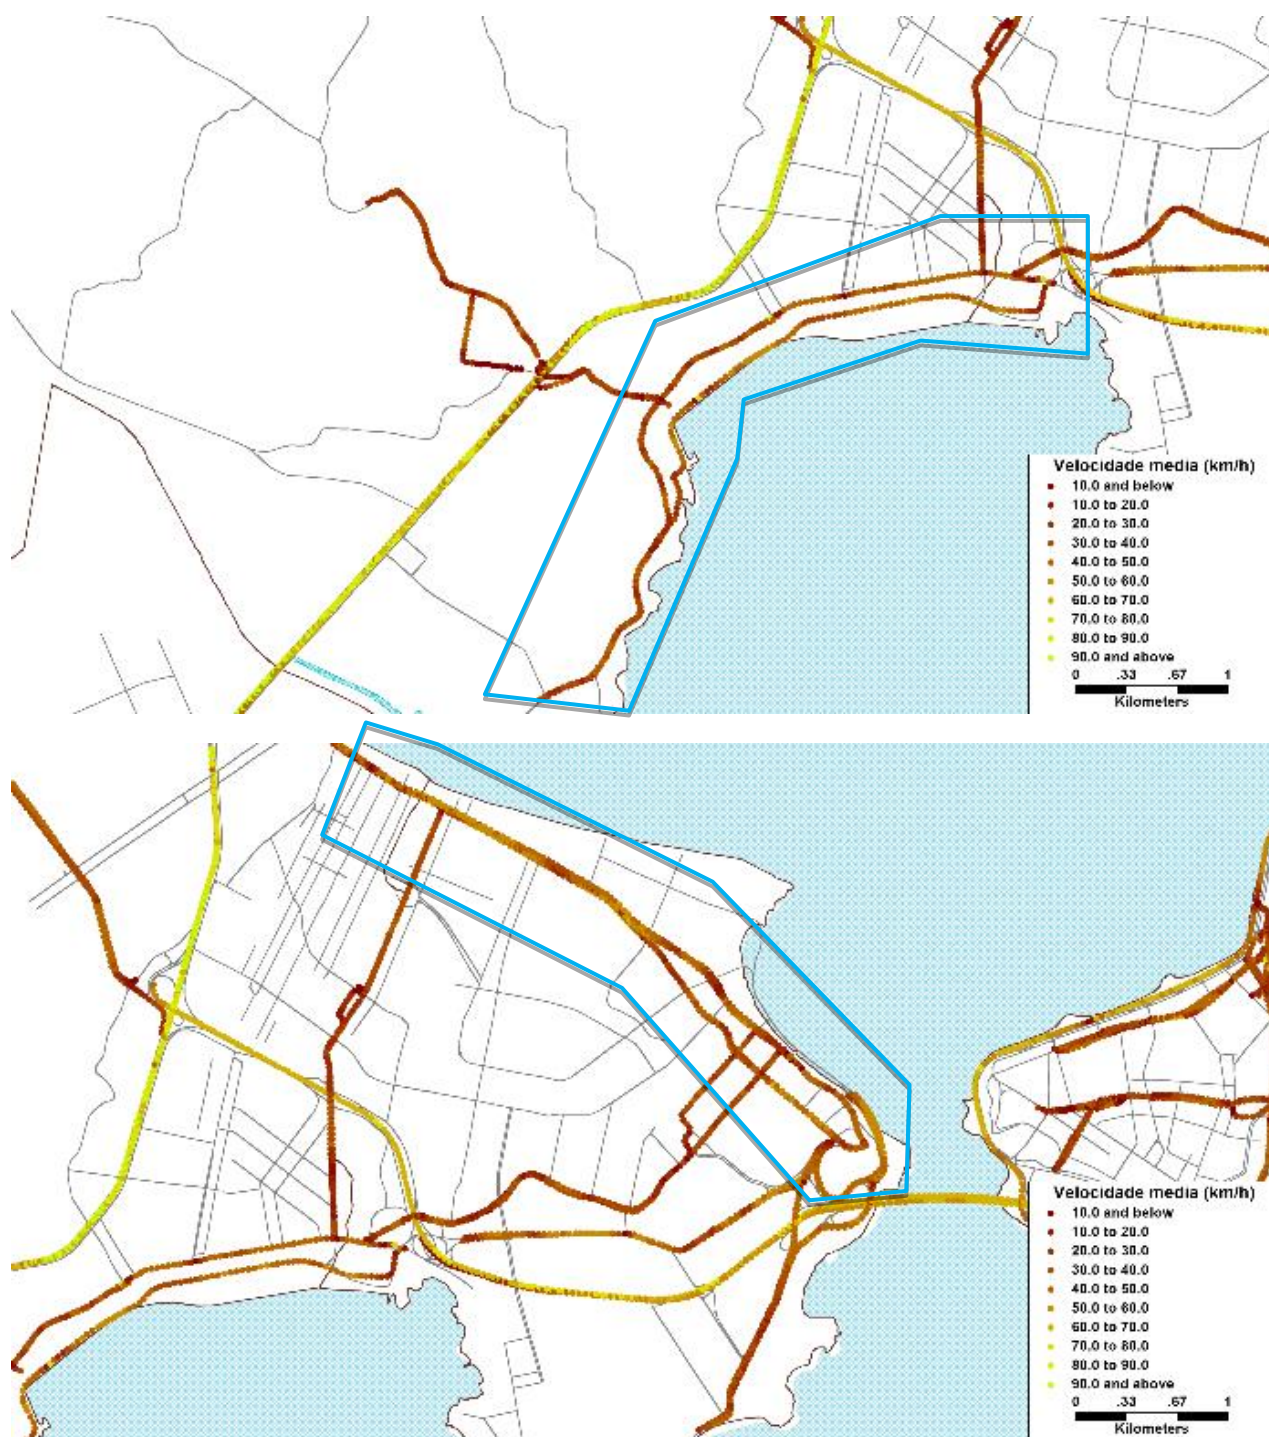 Velocidade media (km/h)
10.0 and below
10.0 to 20.0
20.0 to 30.0
30.0 to 40.0
40.0 to 50.0
50.0 to 60.0
60.0 to 70.0
70.0 to 80.0
80.0 to 90.0
90.0 and above
0 .33 .67 1
Kilometers
Velocidade media (km/h)
10.0 and below
10.0 to 20.0
20.0 to 30.0
30.0 to 40.0
40.0 to 50.0
50.0 to 60.0
60.0 to 70.0
70.0 to 80.0
80.0 to 90.0
90.0 and above
0 .33 .67 1
Kilometers